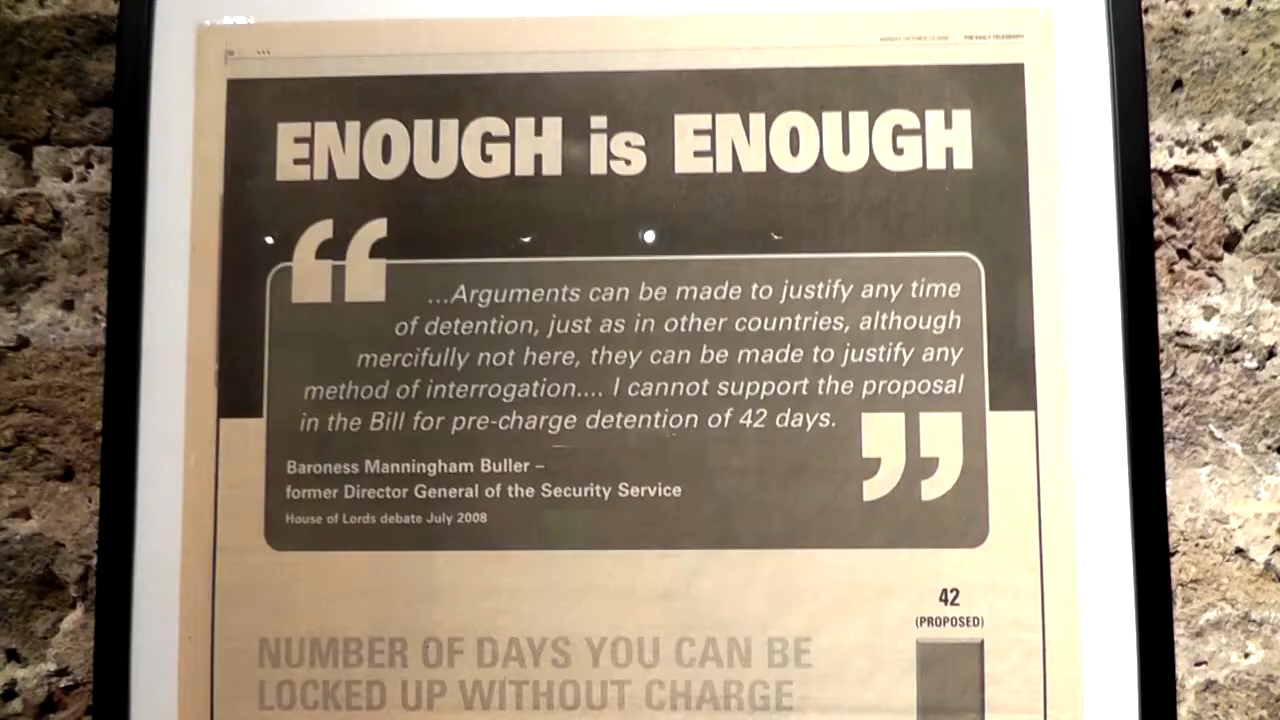 THE DAILY TELEGRAPH
ENOUGH is ENOUGH
“
...Arguments can be made to justify any time
of detention, just as in other countries, although
mercifully not here, they can be made to justify any
method of interrogation.... I cannot support the proposal
in the Bill for pre-charge detention of 42 days.
”
Baroness Manningham Buller –
former Director General of the Security Service
House of Lords debate July 2008
42
(PROPOSED)
NUMBER OF DAYS YOU CAN BE
LOCKED UP WITHOUT CHARGE